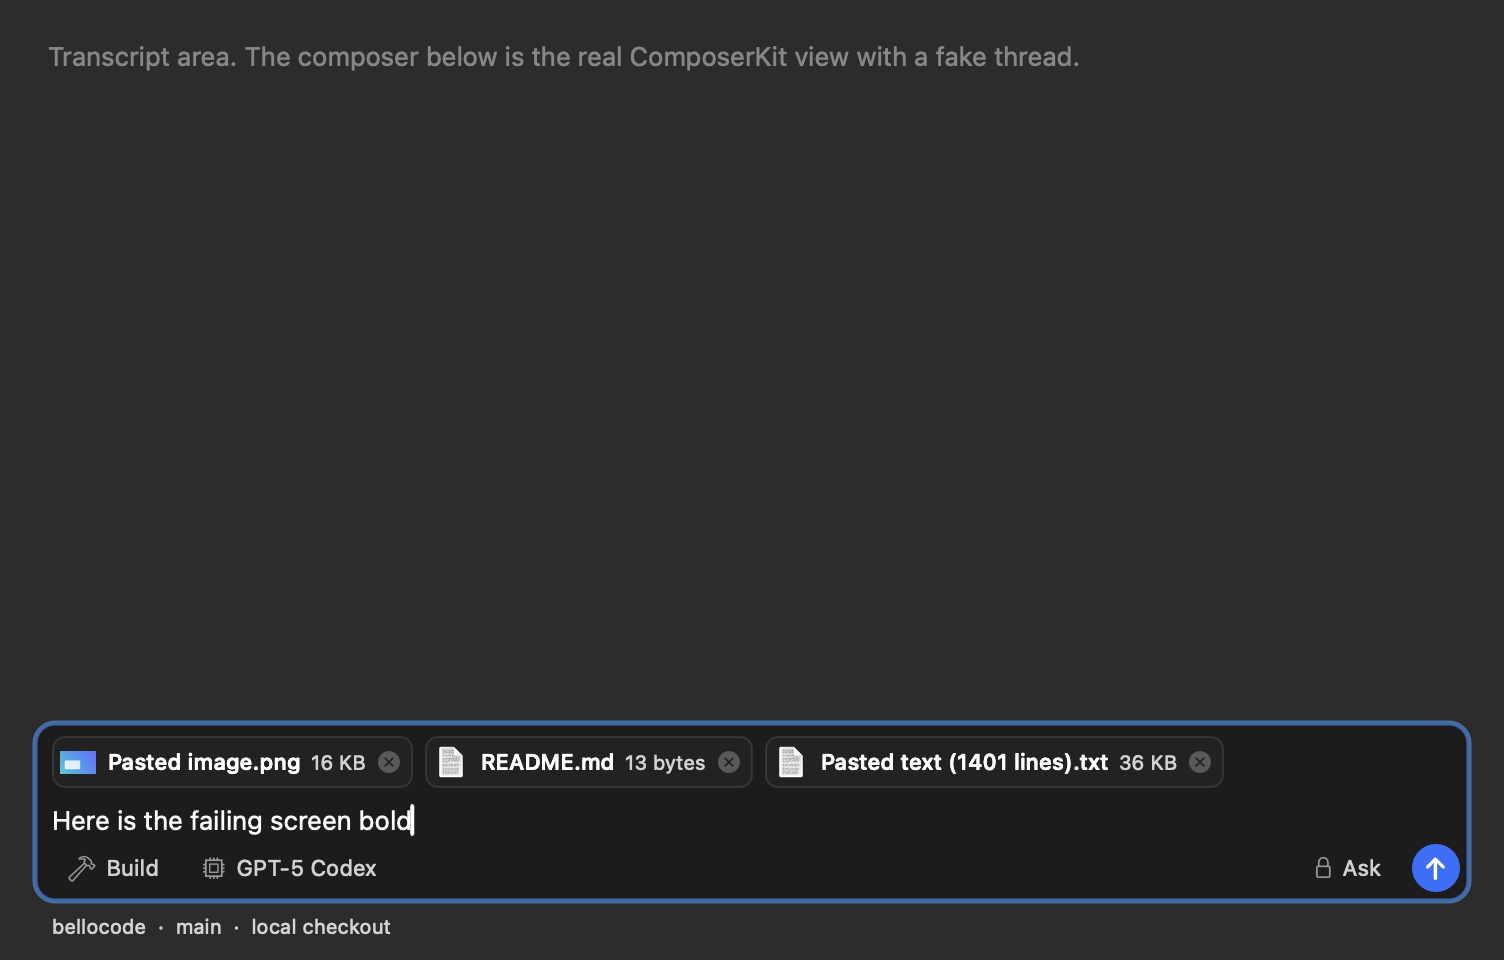 Transcript area. The composer below is the real ComposerKit view with a fake thread.
Pasted image.png 16 KB README.md 13 bytes Pasted text (1401 lines).txt 36 KB
Here is the failing screen bold
Build GPT-5 Codex Ask
bellocode · main · local checkout